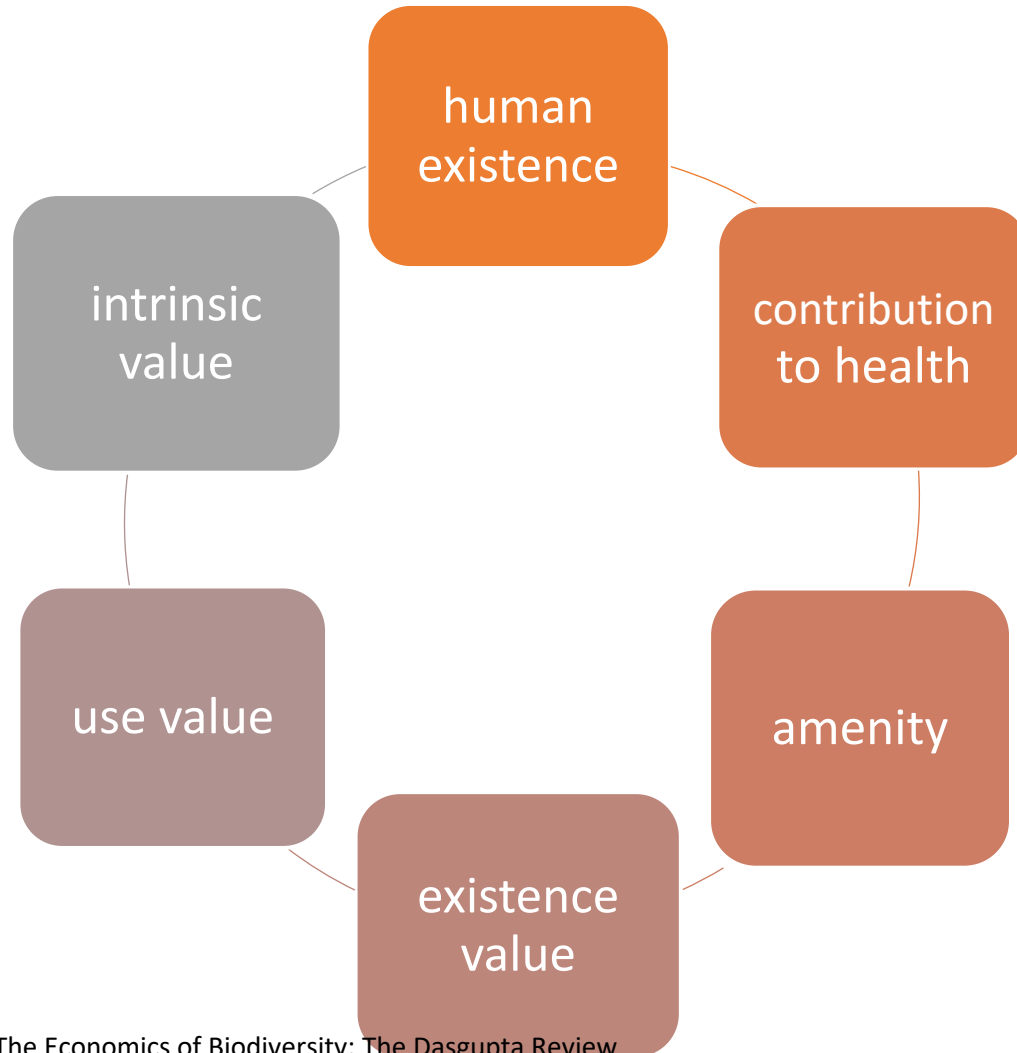 human
existence
contribution
to health
amenity
existence
value
use value
intrinsic
value
The Economics of Biodiversity: The Dasgupta Review